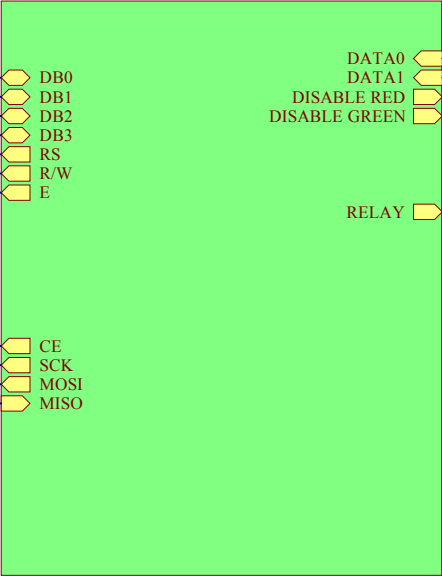 DATA0
DB0
DATA1
DB1
DISABLE RED
DB2
DISABLE GREEN
DB3
RS
R/W
E
RELAY
CE
SCK
MOSI
MISO